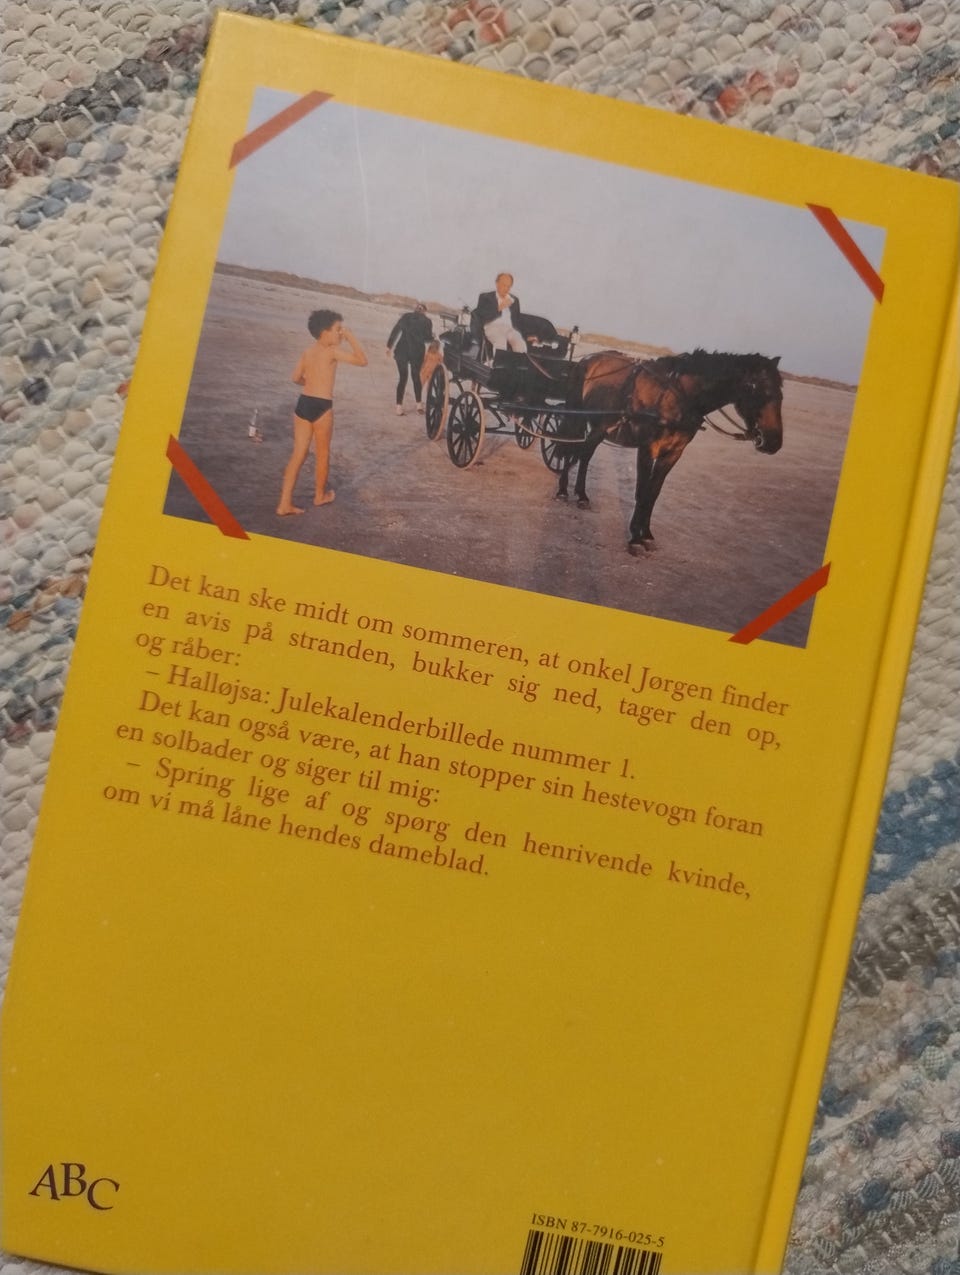 Det kan ske midt om sommeren, at onkel Jørgen finder
en avis på stranden, bukker sig ned, tager den op,
og råber:
– Halløjsa: Julekalenderbillede nummer 1.
Det kan også være, at han stopper sin hestevogn foran
en solbader og siger til mig:
– Spring lige af og spørg den henrivende kvinde,
om vi må låne hendes dameblad.
ABC
ISBN 87-7916-025-5